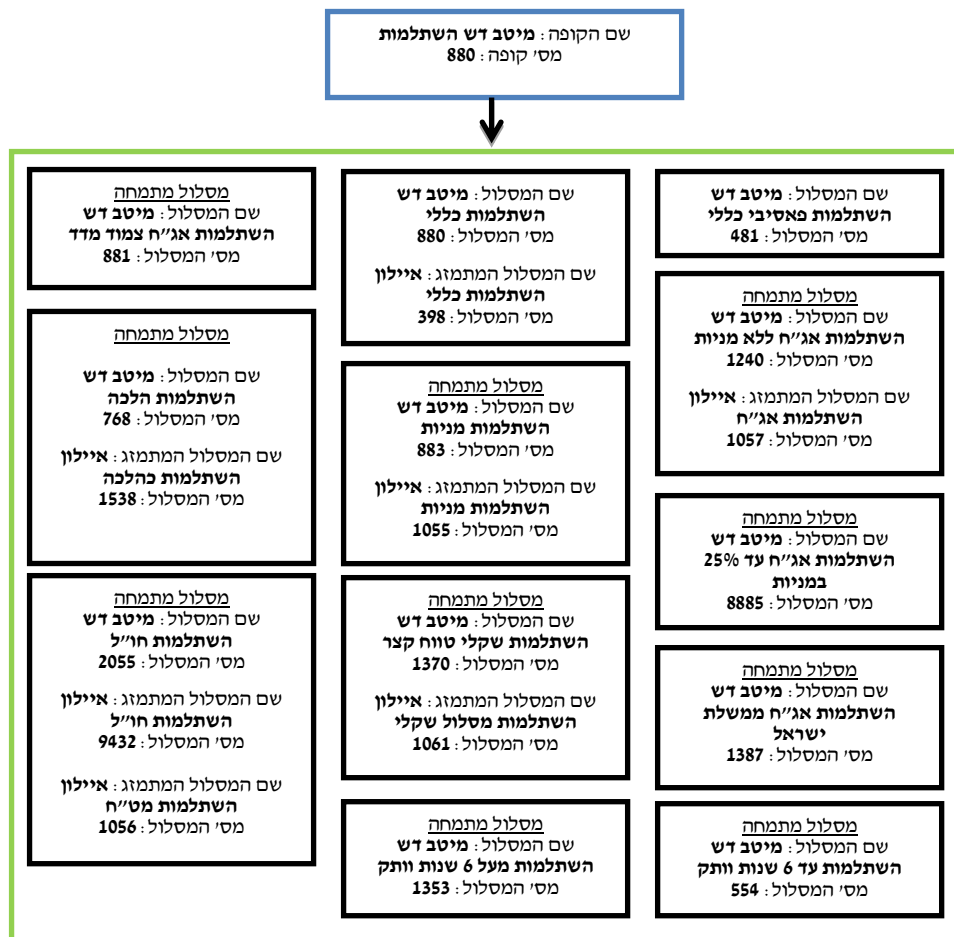 שם הקופה: מיטב דש השתלמות
מס׳ קופה: 880
שם המסלול: מיטב דש
השתלמות פאסיבי כללי
מס׳ המסלול: 481
מסלול מתמחה
שם המסלול: מיטב דש
השתלמות אג״ח ללא מניות
מס׳ המסלול: 1240
שם המסלול המתמזג: איילון
השתלמות אג״ח
מס׳ המסלול: 1057
מסלול מתמחה
שם המסלול: מיטב דש
השתלמות אג״ח עד 25%
במניות
מס׳ המסלול: 8885
מסלול מתמחה
שם המסלול: מיטב דש
השתלמות אג״ח ממשלת
ישראל
מס׳ המסלול: 1387
מסלול מתמחה
שם המסלול: מיטב דש
השתלמות עד 6 שנות וותק
מס׳ המסלול: 554
שם המסלול: מיטב דש
השתלמות כללי
מס׳ המסלול: 880
שם המסלול המתמזג: איילון
השתלמות כללי
מס׳ המסלול: 398
מסלול מתמחה
שם המסלול: מיטב דש
השתלמות מניות
מס׳ המסלול: 883
שם המסלול המתמזג: איילון
השתלמות מניות
מס׳ המסלול: 1055
מסלול מתמחה
שם המסלול: מיטב דש
השתלמות שקלי טווח קצר
מס׳ המסלול: 1370
שם המסלול המתמזג: איילון
השתלמות מסלול שקלי
מס׳ המסלול: 1061
מסלול מתמחה
שם המסלול: מיטב דש
השתלמות מעל 6 שנות וותק
מס׳ המסלול: 1353
מסלול מתמחה
שם המסלול: מיטב דש
השתלמות אג״ח צמוד מדד
מס׳ המסלול: 881
מסלול מתמחה
שם המסלול: מיטב דש
השתלמות הלכה
מס׳ המסלול: 768
שם המסלול המתמזג: איילון
השתלמות כהלכה
מס׳ המסלול: 1538
מסלול מתמחה
שם המסלול: מיטב דש
השתלמות חו״ל
מס׳ המסלול: 2055
שם המסלול המתמזג: איילון
השתלמות חו״ל
מס׳ המסלול: 9432
שם המסלול המתמזג: איילון
השתלמות מט״ח
מס׳ המסלול: 1056